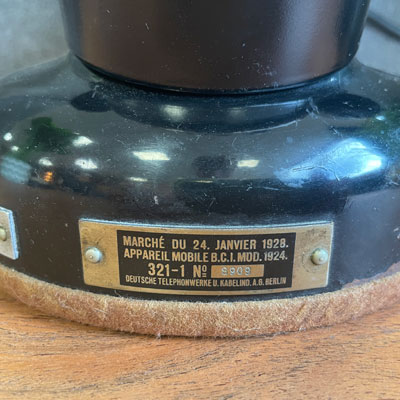 MARCHÉ DU 24. JANVIER 1928.
APPAREIL MOBILE B.C.I. MOD. 1924.
321-1 Nº 8909
DEUTSCHE TELEPHONWERKE U. KABELIND. A.G. BERLIN